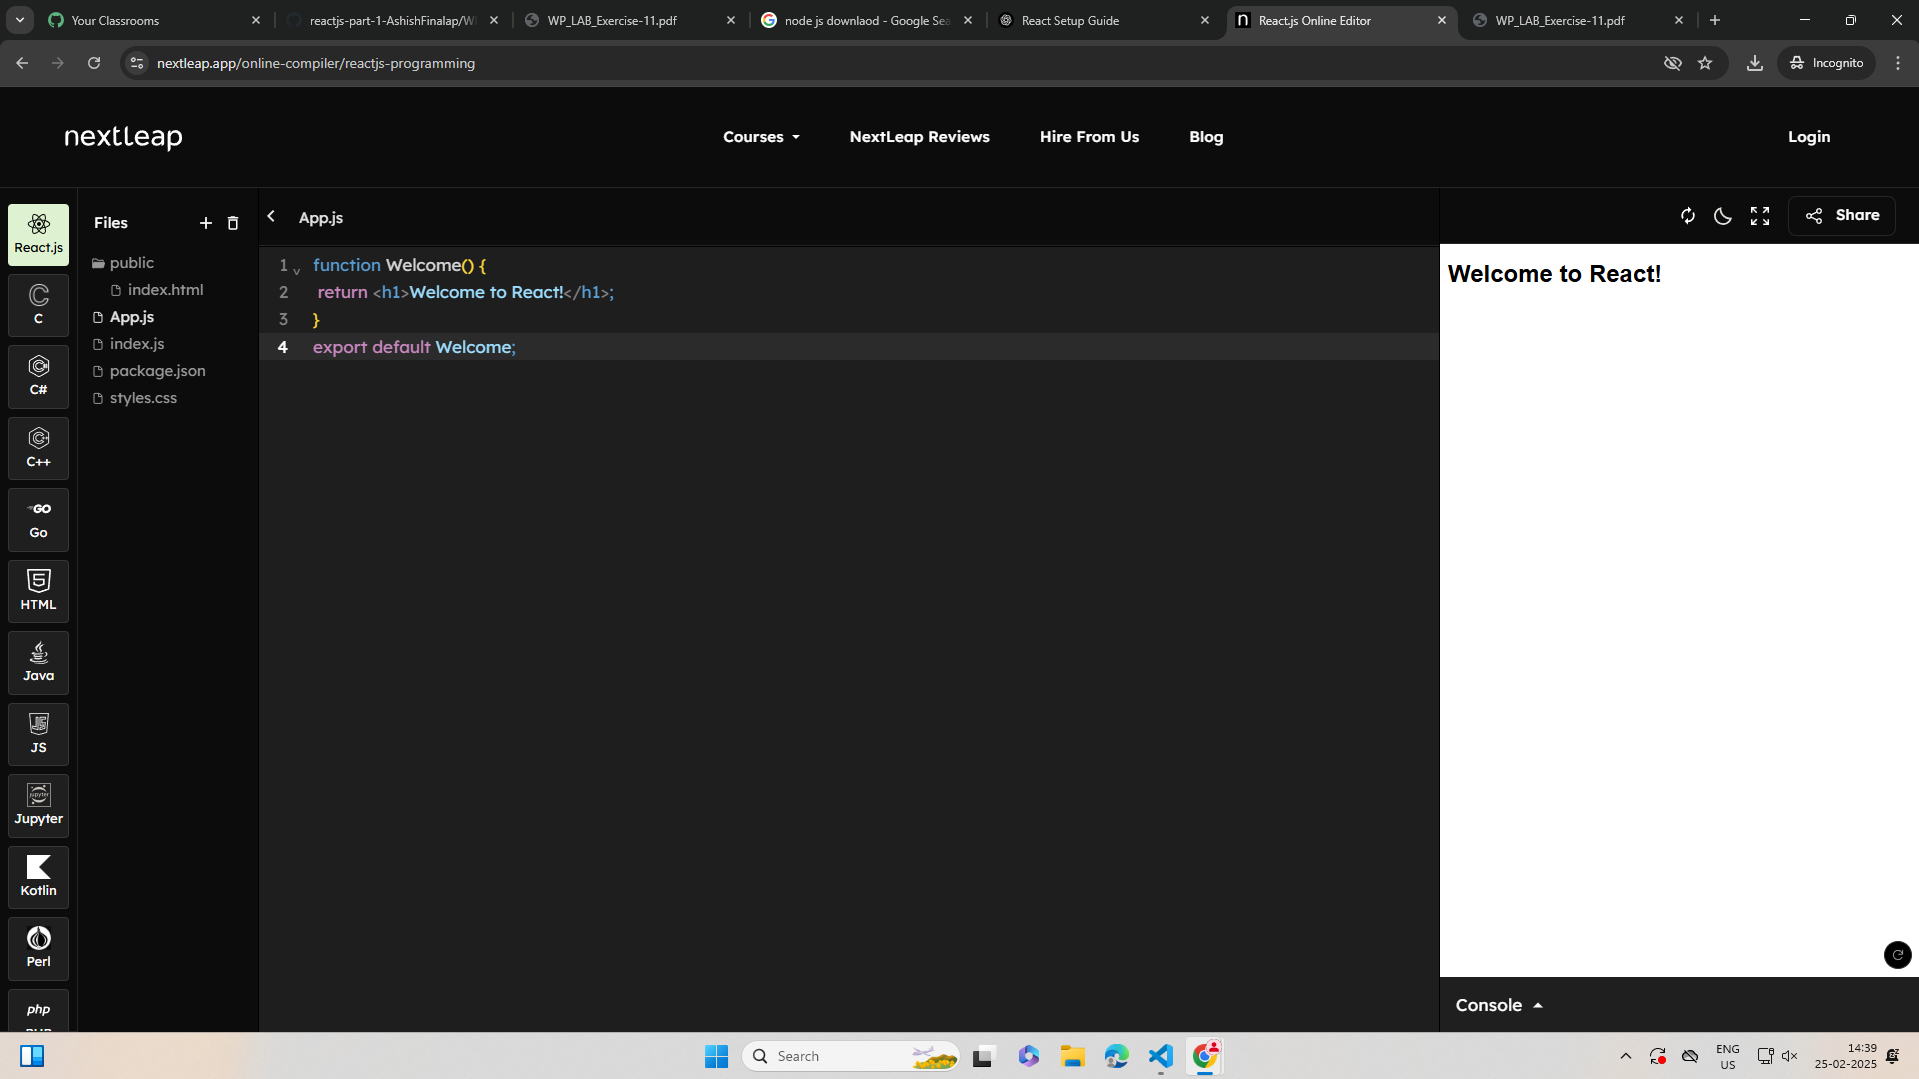 Your Classrooms
reactjs-part-1-AshishFinalap/W
WP_LAB_Exercise-11.pdf
node js downlaod - Google Sea
React Setup Guide
React.js Online Editor
WP_LAB_Exercise-11.pdf
nextleap.app/online-compiler/reactjs-programming
Incognito
nextleap
Courses
NextLeap Reviews
Hire From Us
Blog
Login
React.js
C
C#
C++
Go
HTML
Java
JS
Jupyter
Kotlin
Perl
php
Files
public
index.html
App.js
index.js
package.json
styles.css
App.js
1 function Welcome() {
2 return <h1>Welcome to React!</h1>;
3 }
4 export default Welcome;
Share
Welcome to React!
Console
Search
ENG
US
14:39
25-02-2025